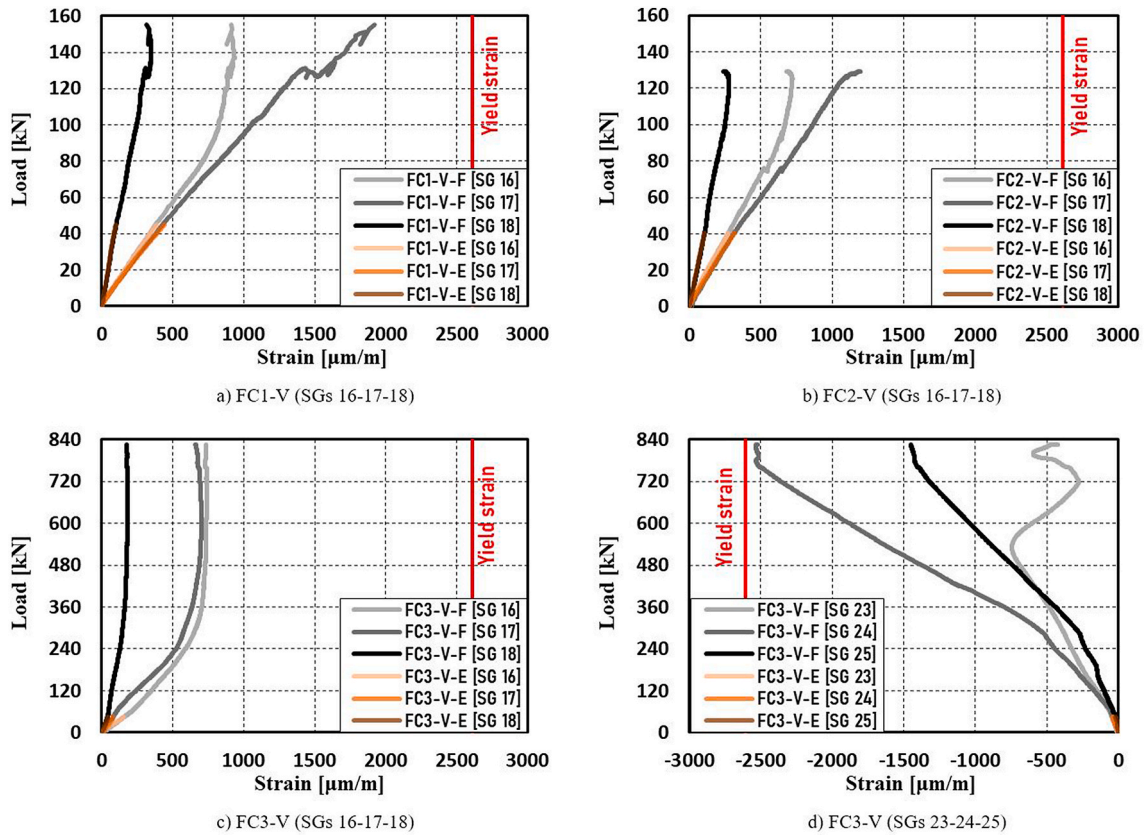 160
140
120
100
80
60
40
20
0
Load [kN]
Yield strain
FC1-V-F [SG 16]
FC1-V-F [SG 17]
FC1-V-F [SG 18]
FC1-V-E [SG 16]
FC1-V-E [SG 17]
FC1-V-E [SG 18]
0 500 1000 1500 2000 2500 3000
Strain [µm/m]
a) FC1-V (SGs 16-17-18)
160
140
120
100
80
60
40
20
0
Load [kN]
Yield strain
FC2-V-F [SG 16]
FC2-V-F [SG 17]
FC2-V-F [SG 18]
FC2-V-E [SG 16]
FC2-V-E [SG 17]
FC2-V-E [SG 18]
0 500 1000 1500 2000 2500 3000
Strain [µm/m]
b) FC2-V (SGs 16-17-18)
840
720
600
480
360
240
120
0
Load [kN]
Yield strain
FC3-V-F [SG 16]
FC3-V-F [SG 17]
FC3-V-F [SG 18]
FC3-V-E [SG 16]
FC3-V-E [SG 17]
FC3-V-E [SG 18]
0 500 1000 1500 2000 2500 3000
Strain [µm/m]
c) FC3-V (SGs 16-17-18)
840
720
600
480
360
240
120
0
Load [kN]
Yield strain
FC3-V-F [SG 23]
FC3-V-F [SG 24]
FC3-V-F [SG 25]
FC3-V-E [SG 23]
FC3-V-E [SG 24]
FC3-V-E [SG 25]
-3000 -2500 -2000 -1500 -1000 -500 0
Strain [µm/m]
d) FC3-V (SGs 23-24-25)